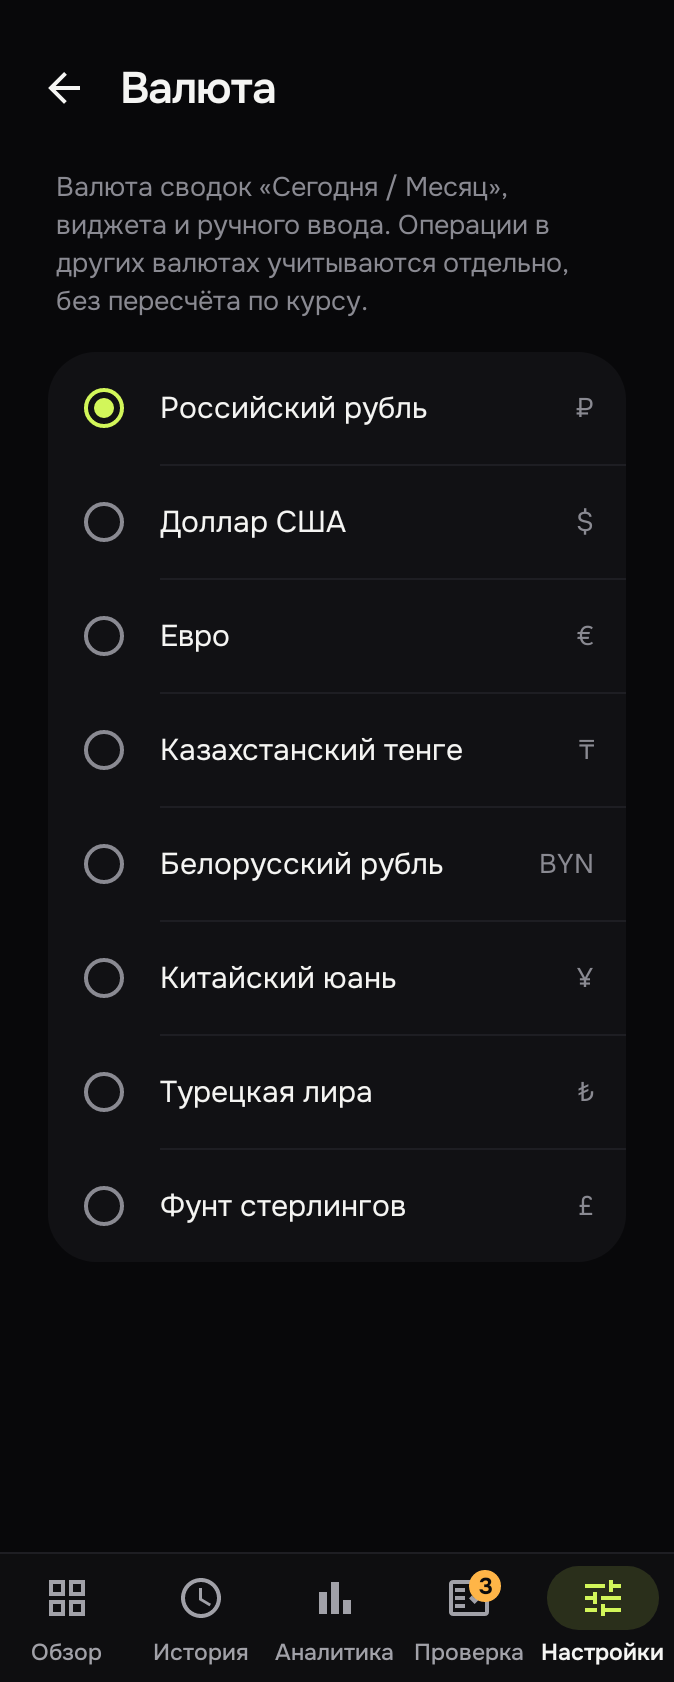 Валюта
Валюта сводок «Сегодня / Месяц»,
виджета и ручного ввода. Операции в
других валютах учитываются отдельно,
без пересчёта по курсу.
Российский рубль ₽
Доллар США $
Евро €
Казахстанский тенге ₸
Белорусский рубль BYN
Китайский юань ¥
Турецкая лира ₺
Фунт стерлингов £
3
Обзор История Аналитика Проверка Настройки